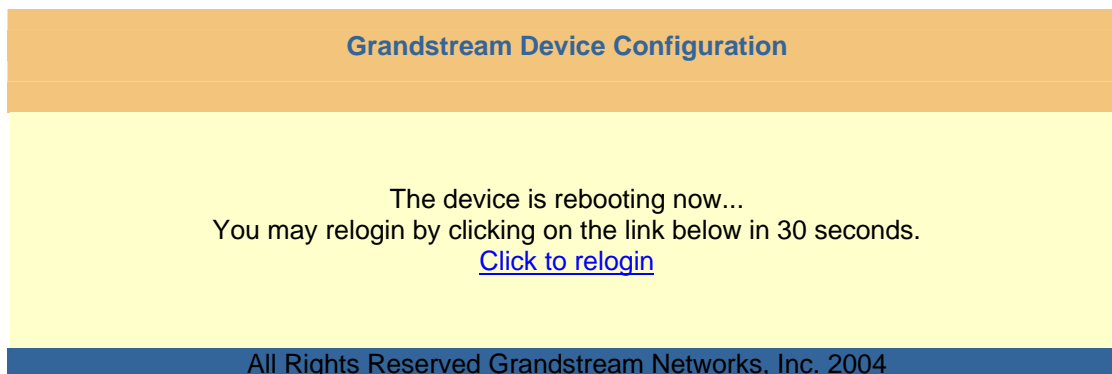 Grandstream Device Configuration
The device is rebooting now...
You may relogin by clicking on the link below in 30 seconds.
Click to relogin
All Rights Reserved Grandstream Networks, Inc. 2004